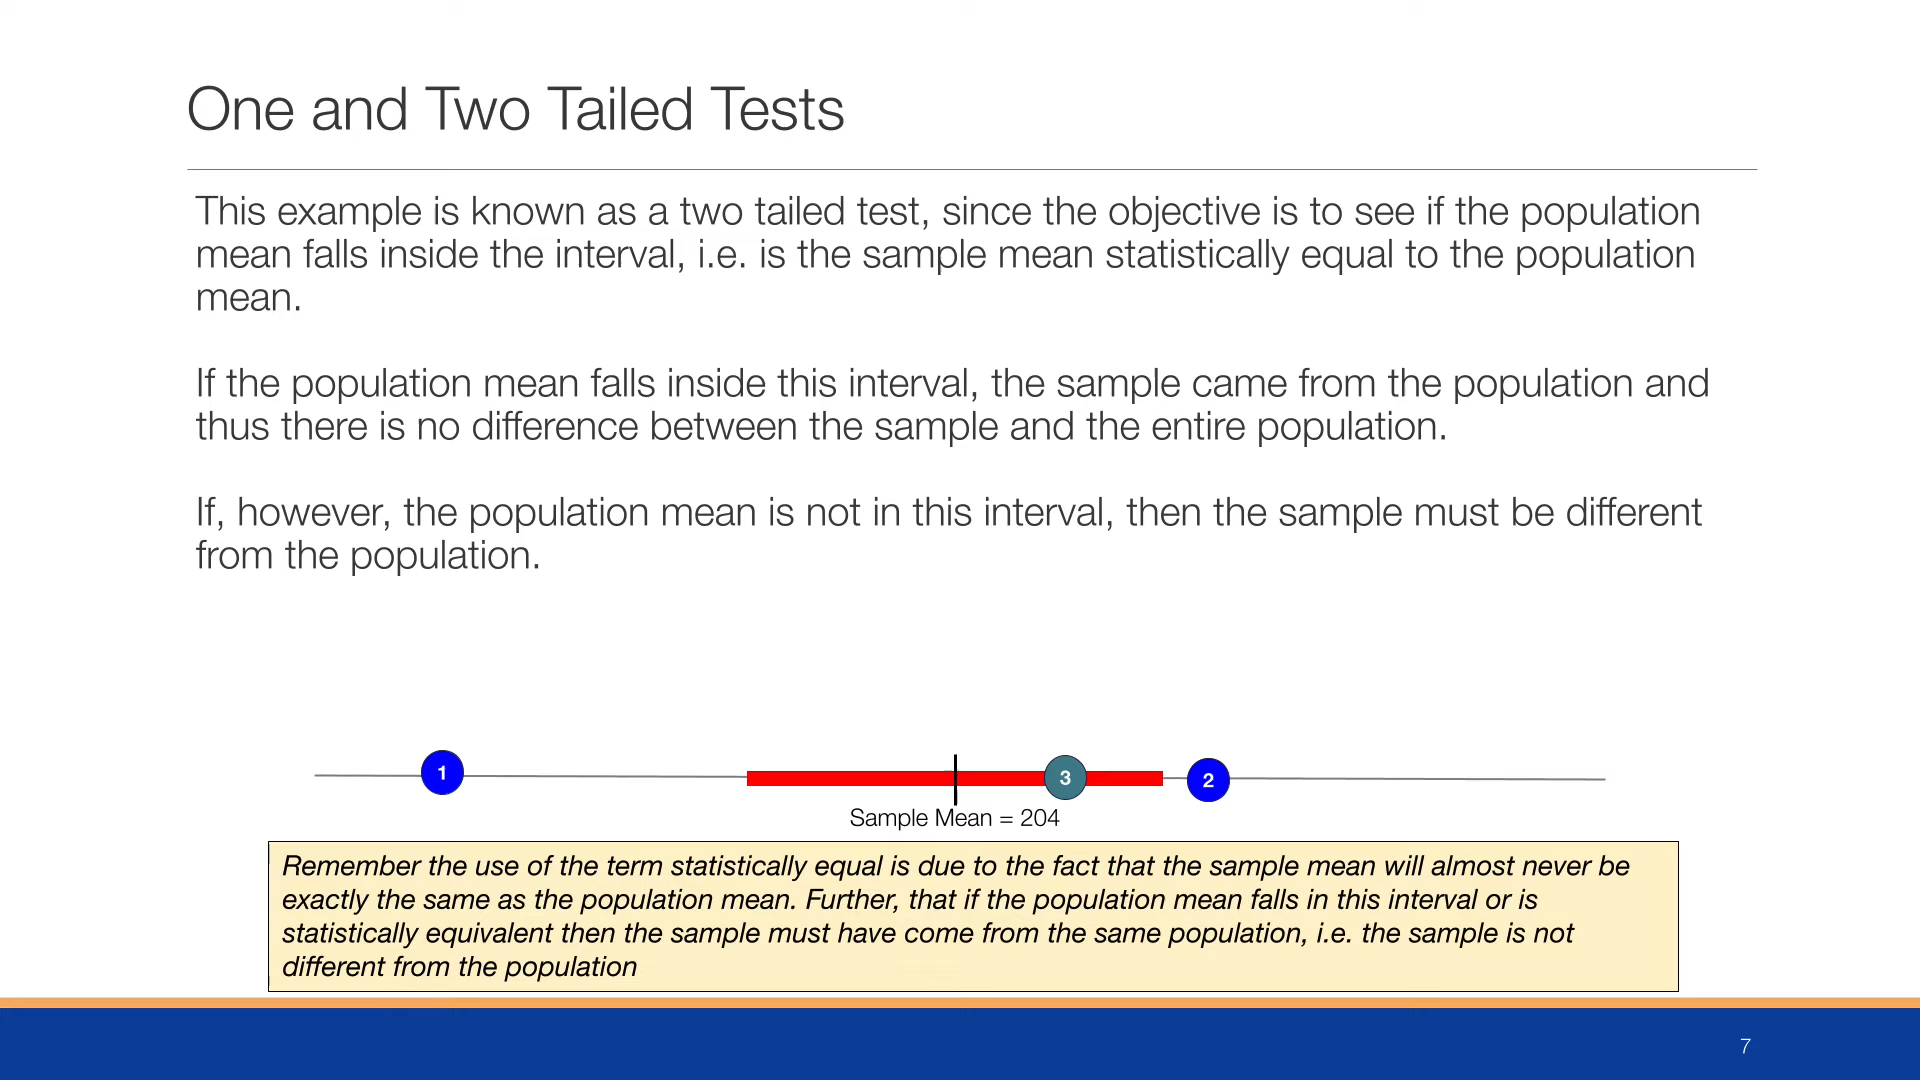 One and Two Tailed Tests
This example is known as a two tailed test, since the objective is to see if the population
mean falls inside the interval, i.e. is the sample mean statistically equal to the population
mean.
If the population mean falls inside this interval, the sample came from the population and
thus there is no difference between the sample and the entire population.
If, however, the population mean is not in this interval, then the sample must be different
from the population.
1
3
2
Sample Mean = 204
Remember the use of the term statistically equal is due to the fact that the sample mean will almost never be
exactly the same as the population mean. Further, that if the population mean falls in this interval or is
statistically equivalent then the sample must have come from the same population, i.e. the sample is not
different from the population
7